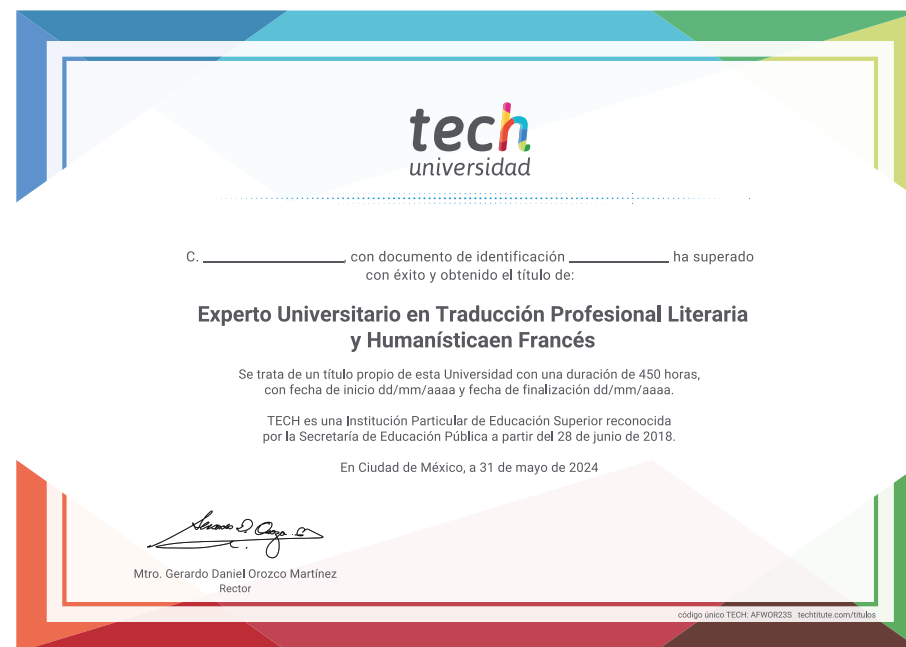 tech
universidad
C. ____________, con documento de identificación ____________ ha superado
con éxito y obtenido el título de:
Experto Universitario en Traducción Profesional Literaria
y Humanísticaen Francés
Se trata de un título propio de esta Universidad con una duración de 450 horas,
con fecha de inicio dd/mm/aaaa y fecha de finalización dd/mm/aaaa.
TECH es una Institución Particular de Educación Superior reconocida
por la Secretaría de Educación Pública a partir del 28 de junio de 2018.
En Ciudad de México, a 31 de mayo de 2024
Mtro. Gerardo Daniel Orozco Martínez
Rector
código único TECH: AFWOR23S techtitute.com/titulos